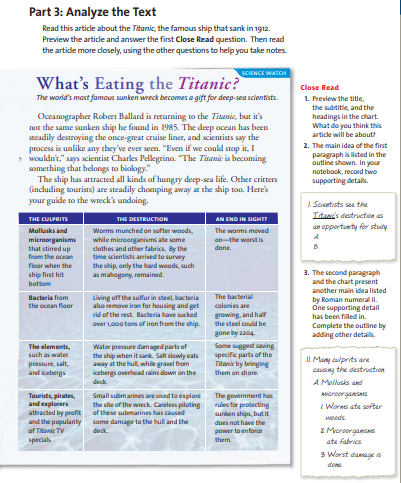 Part 3: Analyze the Text
Read this article about the Titanic, the famous ship that sank in 1912.
Preview the article and answer the first Close Read question. Then read
the article more closely, using the other questions to help you take notes.
SCIENCE WATCH
What's Eating the Titanic?
The world's most famous sunken wreck becomes a gift for deep-sea scientists.
Oceanographer Robert Ballard is returning to the Titanic, but it's
not the same sunken ship he found in 1985. The deep ocean has been
steadily destroying the once-great cruise liner, and scientists say the
process is unlike any they've ever seen. "Even if we could stop it, I
5 wouldn't," says scientist Charles Pellegrino. "The Titanic is becoming
something that belongs to biology."
The ship has attracted all kinds of hungry deep-sea life. Other critters
(including tourists) are steadily chomping away at the ship too. Here's
your guide to the wreck's undoing.
THE CULPRITS
THE DESTRUCTION
AN END IN SIGHT?
Mollusks and
microorganisms
that stirred up
from the ocean
floor when the
ship first hit
bottom
Worms munched on softer woods,
while microorganisms ate some
clothes and other fabrics. By the
time scientists arrived to survey
the ship, only the hard woods, such
as mahogany, remained.
The worms moved
on—the worst is
done.
Bacteria from
the ocean floor
Living off the sulfur in steel, bacteria
also remove iron for housing and get
rid of the rest. Bacteria have sucked
over 1,000 tons of iron from the ship.
The bacterial
colonies are
growing, and half
the steel could be
gone by 2204.
The elements,
such as water
pressure, salt,
and icebergs
Water pressure damaged parts of
the ship when it sank. Salt slowly eats
away at the hull, while gravel from
icebergs overhead rains down on the
deck.
Some suggest saving
specific parts of the
Titanic by bringing
them on shore.
Tourists, pirates,
and explorers
attracted by profit
and the popularity
of Titanic TV
specials
Small submarines are used to explore
the site of the wreck. Careless piloting
of these submarines has caused
some damage to the hull and the
deck.
The government has
rules for protecting
sunken ships, but it
does not have the
power to enforce
them.
Close Read
1. Preview the title,
the subtitle, and the
headings in the chart.
What do you think this
article will be about?
2. The main idea of the first
paragraph is listed in the
outline shown. In your
notebook, record two
supporting details.
I. Scientists see the
Titanic's destruction as
an opportunity for study.
A.
B.
3. The second paragraph
and the chart present
another main idea listed
by Roman numeral II.
One supporting detail
has been filled in.
Complete the outline by
adding other details.
II. Many culprits are
causing the destruction.
A. Mollusks and
microorganisms
1. Worms ate softer
woods.
2. Microorganisms
ate fabrics.
3. Worst damage is
done.